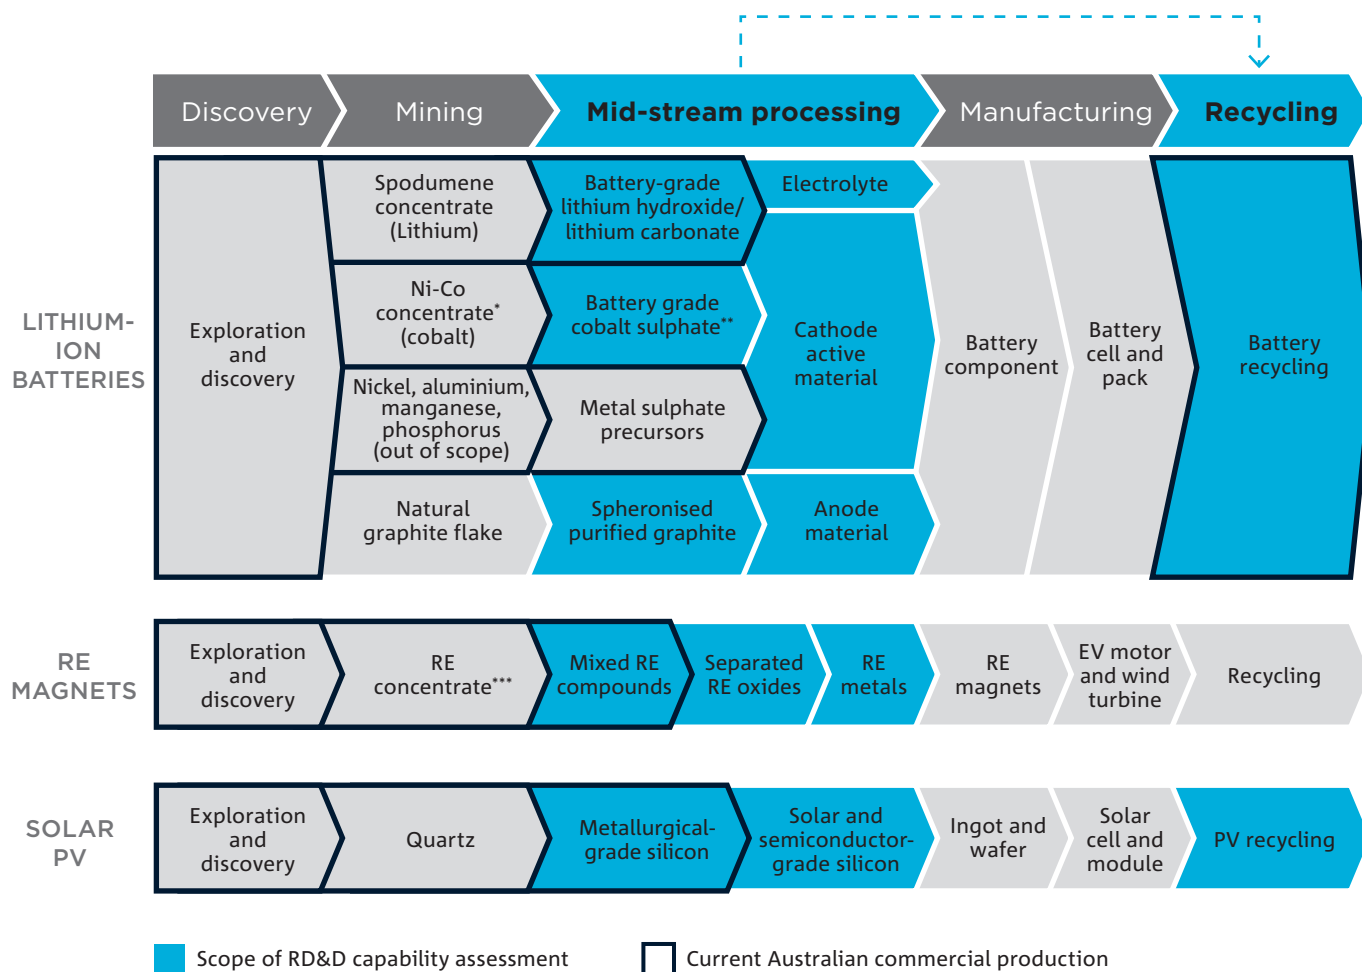 Discovery
Mining
Mid-stream processing
Manufacturing
Recycling
LITHIUM-
ION
BATTERIES
Exploration
and
discovery
Spodumene
concentrate
(Lithium)
Battery-grade
lithium hydroxide/
lithium carbonate
Electrolyte
Ni-Co
concentrate*
(cobalt)
Battery grade
cobalt sulphate**
Cathode
active
material
Nickel, aluminium,
manganese,
phosphorus
(out of scope)
Metal sulphate
precursors
Natural
graphite flake
Spheronised
purified graphite
Anode
material
Battery
component
Battery
cell and
pack
Battery
recycling
RE
MAGNETS
Exploration
and
discovery
RE
concentrate***
Mixed RE
compounds
Separated
RE oxides
RE
metals
RE
magnets
EV motor
and wind
turbine
Recycling
SOLAR
PV
Exploration
and
discovery
Quartz
Metallurgical-
grade silicon
Solar and
semiconductor-
grade silicon
Ingot and
wafer
Solar
cell and
module
PV recycling
Scope of RD&D capability assessment
Current Australian commercial production